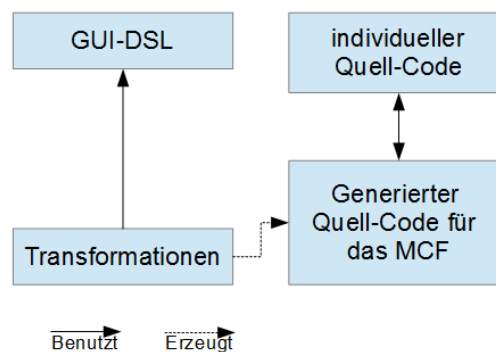 GUI-DSL
individueller
Quell-Code
Transformationen
Generierter
Quell-Code für
das MCF
Benutzt
Erzeugt